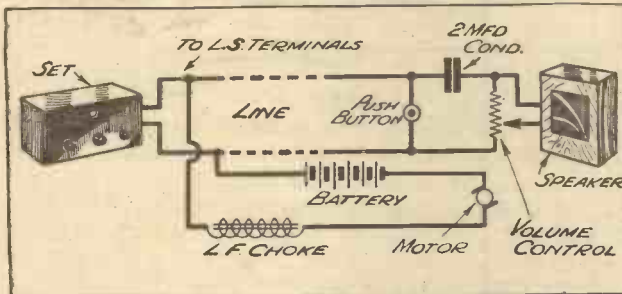 TO L.S. TERMINALS
2 MFD
COND.
SET
LINE
PUSH
BUTTON
SPEAKER
BATTERY
L.F. CHOKE
MOTOR
VOLUME
CONTROL